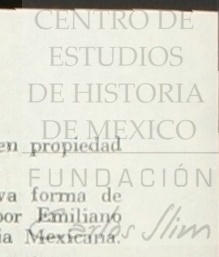 CENTRO DE
ESTUDIOS
DE HISTORIA
DE MEXICO
en propiedad
FUNDACIÓN
va forma de
por Emiliano
Carlos Slim
ia Mexicana.